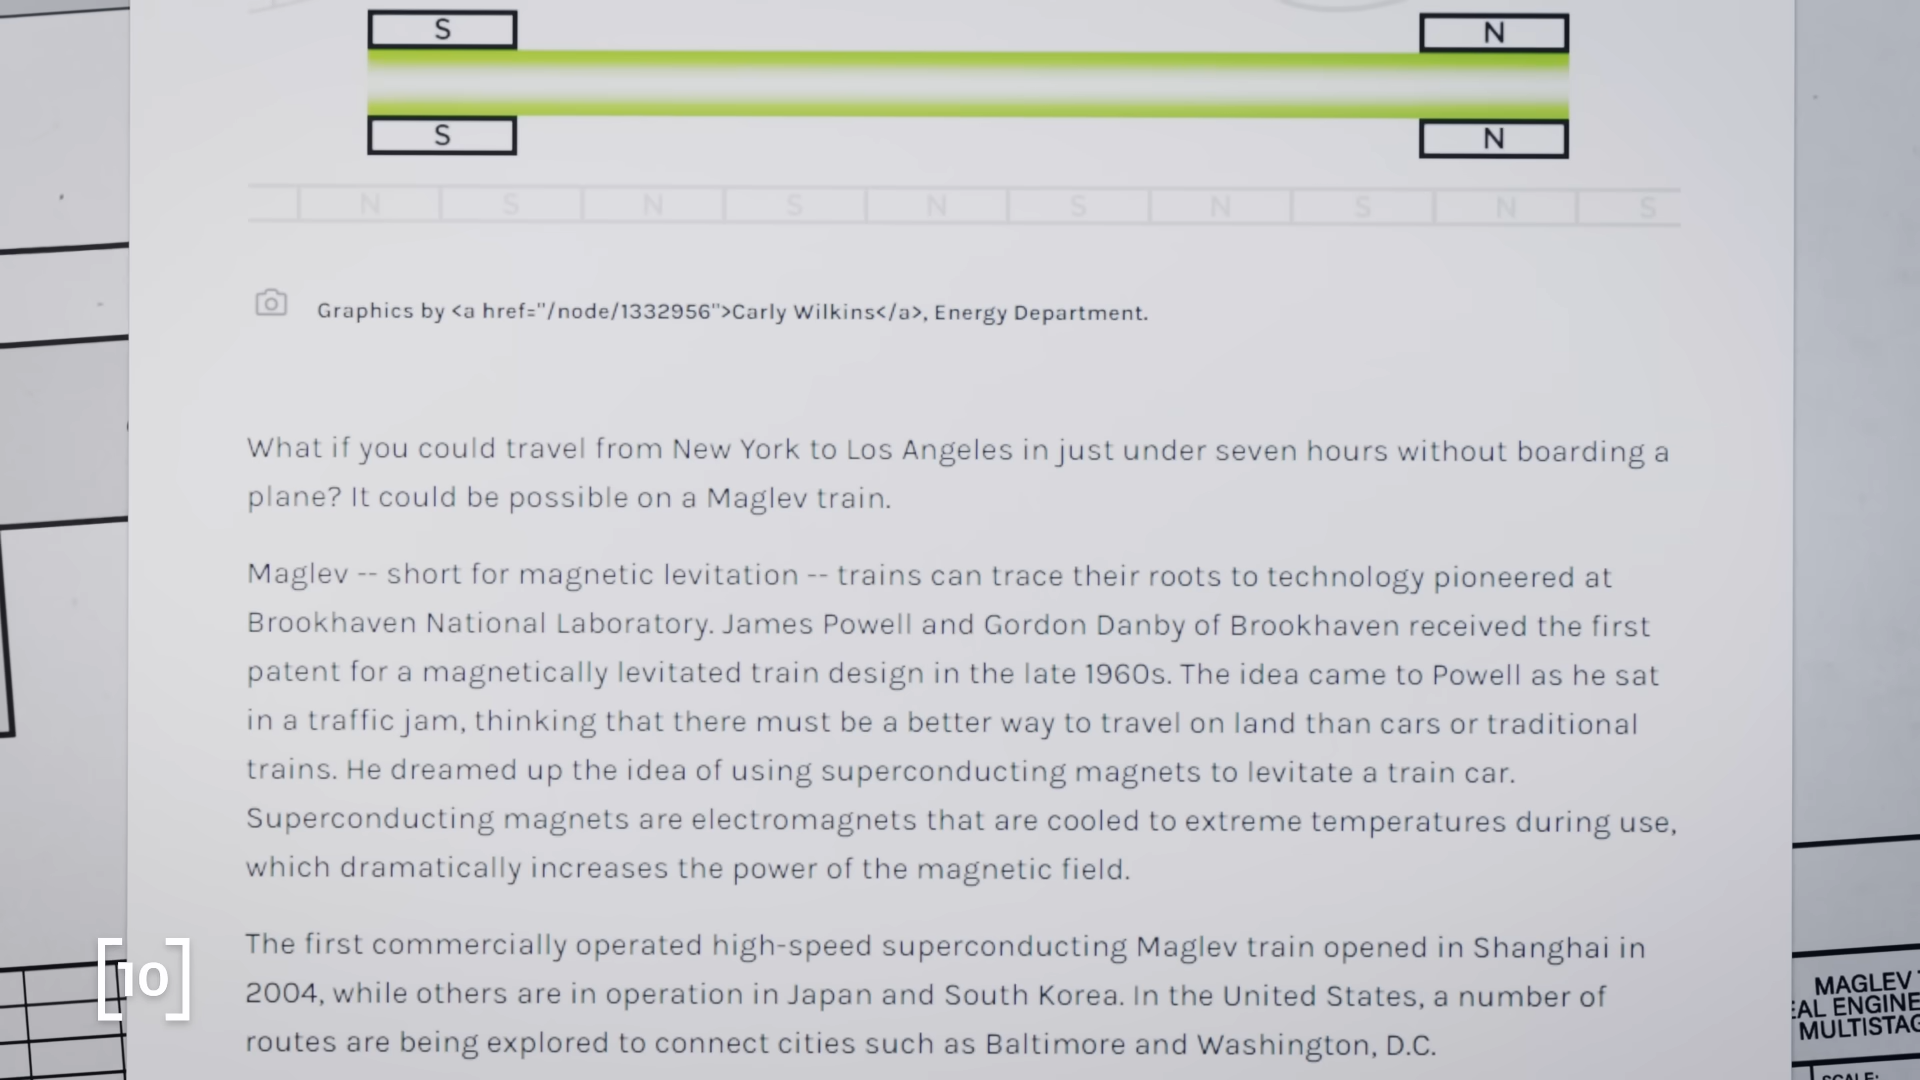 S N
S N
N S N S N S N S N S
Graphics by <a href="/node/1332956">Carly Wilkins</a>, Energy Department.
What if you could travel from New York to Los Angeles in just under seven hours without boarding a
plane? It could be possible on a Maglev train.
Maglev -- short for magnetic levitation -- trains can trace their roots to technology pioneered at
Brookhaven National Laboratory. James Powell and Gordon Danby of Brookhaven received the first
patent for a magnetically levitated train design in the late 1960s. The idea came to Powell as he sat
in a traffic jam, thinking that there must be a better way to travel on land than cars or traditional
trains. He dreamed up the idea of using superconducting magnets to levitate a train car.
Superconducting magnets are electromagnets that are cooled to extreme temperatures during use,
which dramatically increases the power of the magnetic field.
The first commercially operated high-speed superconducting Maglev train opened in Shanghai in
2004, while others are in operation in Japan and South Korea. In the United States, a number of
routes are being explored to connect cities such as Baltimore and Washington, D.C.
[10]
MAGLEV